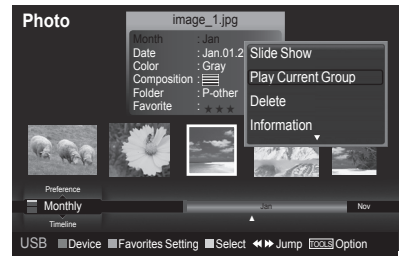 Photo
image_1.jpg
Month : Jan
Date : Jan.01.2
Color : Gray
Composition :
Folder : P-other
Favorite : ★ ★ ★
Slide Show
Play Current Group
Delete
Information
Preference
Monthly
Timeline
Jan
Nov
USB Device Favorites Setting Select Jump TOOLS Option